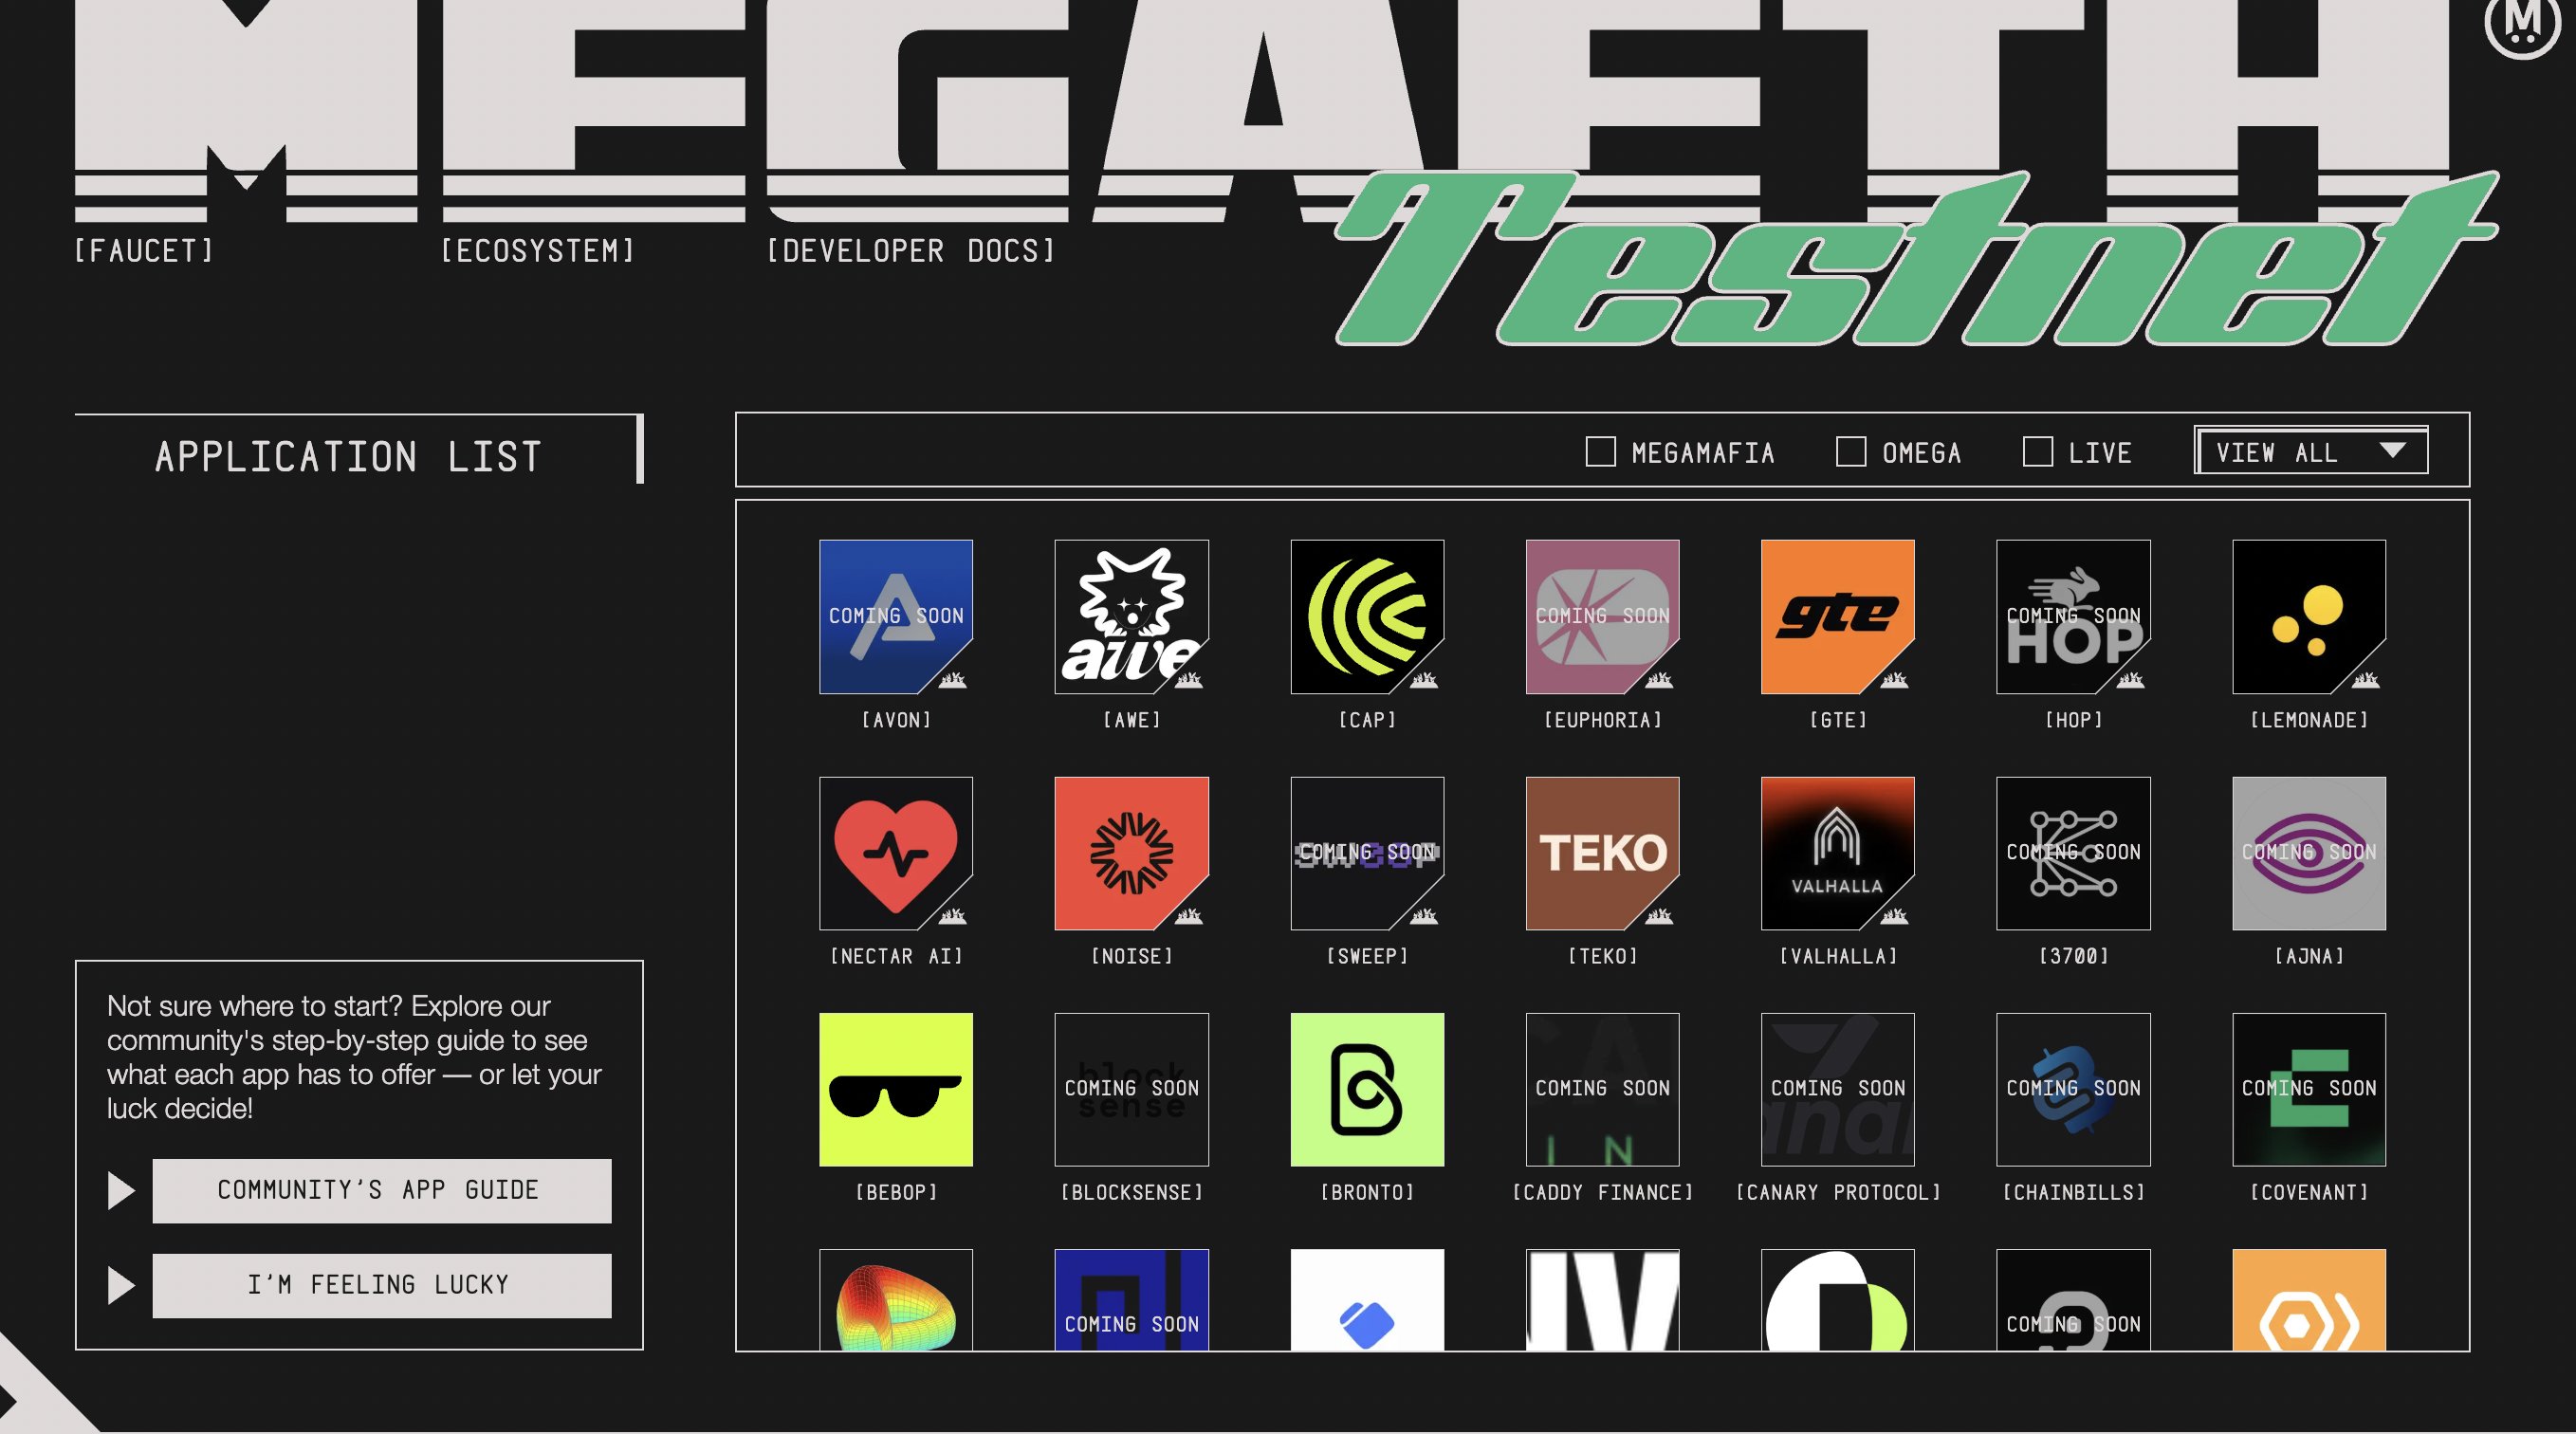 MEGAETH
M
Testnet
[FAUCET]
[ECOSYSTEM]
[DEVELOPER DOCS]
APPLICATION LIST
MEGAMAFIA
OMEGA
LIVE
VIEW ALL
COMING SOON
awe
COMING SOON
gte
COMING SOON
HOP
[AVON]
[AWE]
[CAP]
[EUPHORIA]
[GTE]
[HOP]
[LEMONADE]
COMING SOON
TEKO
VALHALLA
COMING SOON
COMING SOON
[NECTAR AI]
[NOISE]
[SWEEP]
[TEKO]
[VALHALLA]
[3700]
[AJNA]
Not sure where to start? Explore our
community's step-by-step guide to see
what each app has to offer — or let your
luck decide!
COMMUNITY'S APP GUIDE
I'M FEELING LUCKY
block
sense
COMING SOON
COMING SOON
I N
COMING SOON
COMING SOON
COMING SOON
[BEBOP]
[BLOCKSENSE]
[BRONTO]
[CADDY FINANCE]
[CANARY PROTOCOL]
[CHAINBILLS]
[COVENANT]
COMING SOON
COMING SOON